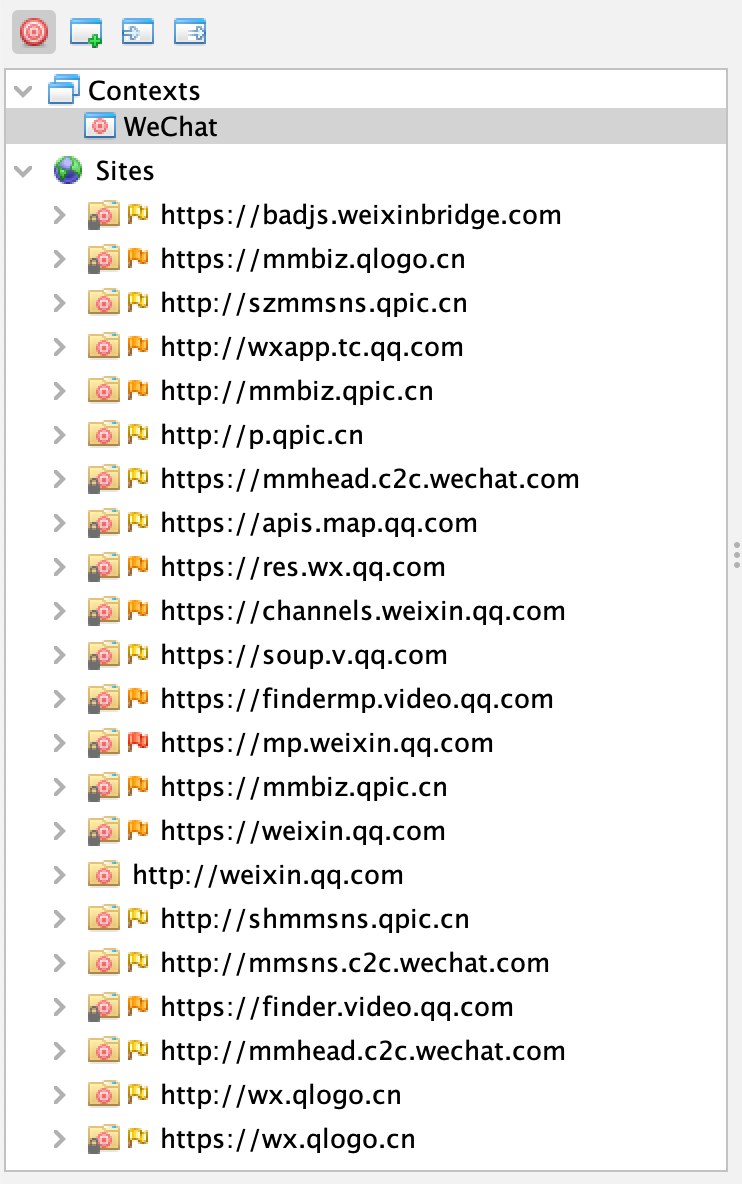 Contexts
WeChat
Sites
https://badjs.weixinbridge.com
https://mmbiz.qlogo.cn
http://szmmsns.qpic.cn
http://wxapp.tc.qq.com
http://mmbiz.qpic.cn
http://p.qpic.cn
https://mmhead.c2c.wechat.com
https://apis.map.qq.com
https://res.wx.qq.com
https://channels.weixin.qq.com
https://soup.v.qq.com
https://findermp.video.qq.com
https://mp.weixin.qq.com
https://mmbiz.qpic.cn
https://weixin.qq.com
http://weixin.qq.com
http://shmmsns.qpic.cn
http://mmsns.c2c.wechat.com
https://finder.video.qq.com
http://mmhead.c2c.wechat.com
http://wx.qlogo.cn
https://wx.qlogo.cn